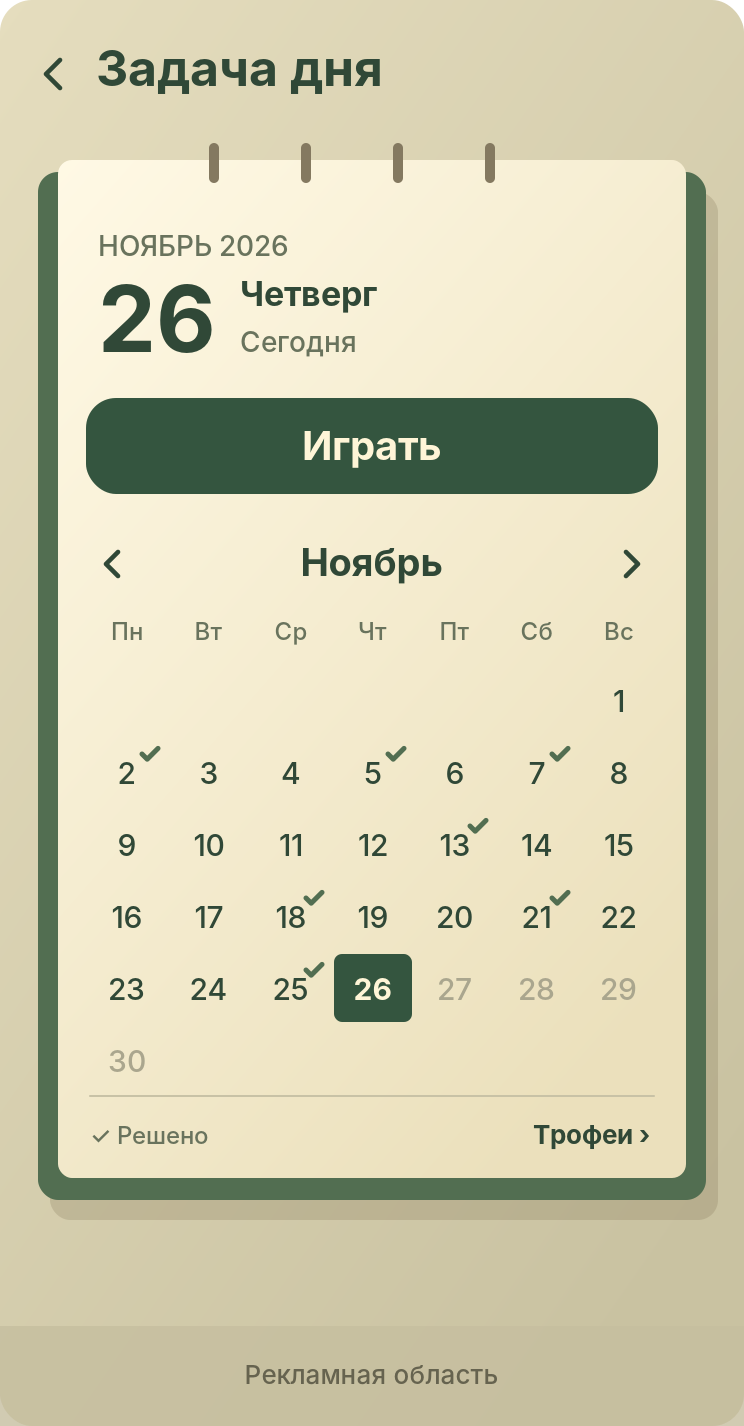 Задача дня
НОЯБРЬ 2026
26
Четверг
Сегодня
Играть
Ноябрь
Пн Вт Ср Чт Пт Сб Вс
1
2 3 4 5 6 7 8
9 10 11 12 13 14 15
16 17 18 19 20 21 22
23 24 25 26 27 28 29
30
✓ Решено
Трофеи ›
Рекламная область